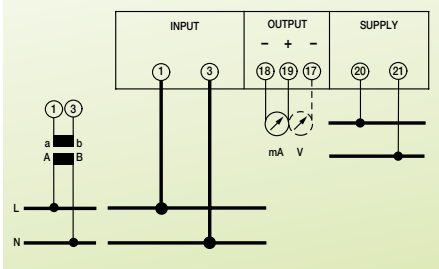 INPUT OUTPUT SUPPLY
− + −
1 3 18 19 17 20 21
1 3
a b
A B
mA V
L
N